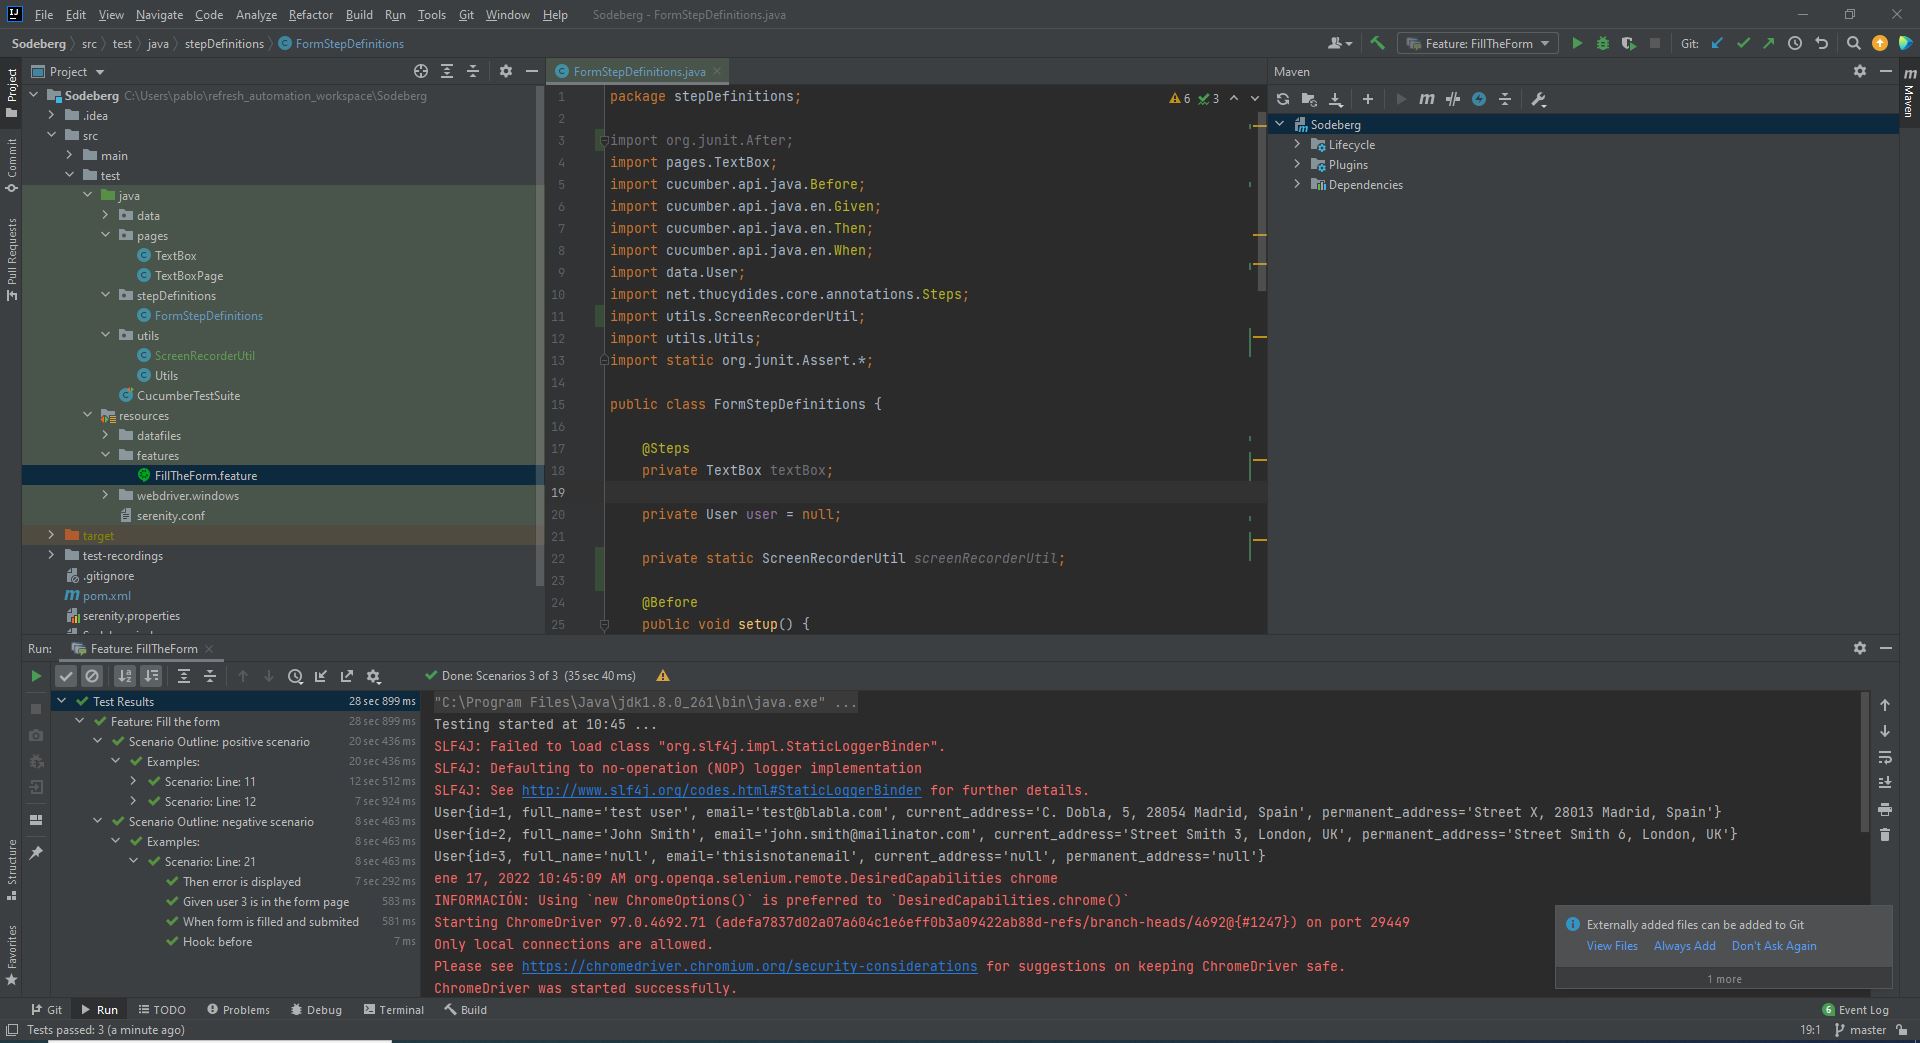 File Edit View Navigate Code Analyze Refactor Build Run Tools Git Window Help Sodeberg - FormStepDefinitions.java
Sodeberg src test java stepDefinitions FormStepDefinitions
Feature: FillTheForm
Git:
Project
Commit
Pull Requests
Structure
Favorites
Project
Sodeberg C:\Users\pablo\refresh_automation_workspace\Sodeberg
.idea
src
main
test
java
data
pages
TextBox
TextBoxPage
stepDefinitions
FormStepDefinitions
utils
ScreenRecorderUtil
Utils
CucumberTestSuite
resources
datafiles
features
FillTheForm.feature
webdriver.windows
serenity.conf
target
test-recordings
.gitignore
pom.xml
serenity.properties
FormStepDefinitions.java
6 3
1 package stepDefinitions;
2
3 import org.junit.After;
4 import pages.TextBox;
5 import cucumber.api.java.Before;
6 import cucumber.api.java.en.Given;
7 import cucumber.api.java.en.Then;
8 import cucumber.api.java.en.When;
9 import data.User;
10 import net.thucydides.core.annotations.Steps;
11 import utils.ScreenRecorderUtil;
12 import utils.Utils;
13 import static org.junit.Assert.*;
14
15 public class FormStepDefinitions {
16
17 @Steps
18 private TextBox textBox;
19
20 private User user = null;
21
22 private static ScreenRecorderUtil screenRecorderUtil;
23
24 @Before
25 public void setup() {
Maven
Sodeberg
Lifecycle
Plugins
Dependencies
Maven
Run: Feature: FillTheForm
Done: Scenarios 3 of 3 (35 sec 40 ms)
Test Results 28 sec 899 ms
Feature: Fill the form 28 sec 899 ms
Scenario Outline: positive scenario 20 sec 436 ms
Examples: 20 sec 436 ms
Scenario: Line: 11 12 sec 512 ms
Scenario: Line: 12 7 sec 924 ms
Scenario Outline: negative scenario 8 sec 463 ms
Examples: 8 sec 463 ms
Scenario: Line: 21 8 sec 463 ms
Then error is displayed 7 sec 292 ms
Given user 3 is in the form page 583 ms
When form is filled and submited 581 ms
Hook: before 7 ms
"C:\Program Files\Java\jdk1.8.0_261\bin\java.exe" ...
Testing started at 10:45 ...
SLF4J: Failed to load class "org.slf4j.impl.StaticLoggerBinder".
SLF4J: Defaulting to no-operation (NOP) logger implementation
SLF4J: See http://www.slf4j.org/codes.html#StaticLoggerBinder for further details.
User{id=1, full_name='test user', email='test@blabla.com', current_address='C. Dobla, 5, 28054 Madrid, Spain', permanent_address='Street X, 28013 Madrid, Spain'}
User{id=2, full_name='John Smith', email='john.smith@mailinator.com', current_address='Street Smith 3, London, UK', permanent_address='Street Smith 6, London, UK'}
User{id=3, full_name='null', email='thisisnotanemail', current_address='null', permanent_address='null'}
ene 17, 2022 10:45:09 AM org.openqa.selenium.remote.DesiredCapabilities chrome
INFORMACIÓN: Using `new ChromeOptions()` is preferred to `DesiredCapabilities.chrome()`
Starting ChromeDriver 97.0.4692.71 (adefa7837d02a07a604c1e6eff0b3a09422ab88d-refs/branch-heads/4692@{#1247}) on port 29449
Only local connections are allowed.
Please see https://chromedriver.chromium.org/security-considerations for suggestions on keeping ChromeDriver safe.
ChromeDriver was started successfully.
Externally added files can be added to Git
View Files Always Add Don't Ask Again
1 more
Git Run TODO Problems Debug Terminal Build 6 Event Log
Tests passed: 3 (a minute ago) 19:1 master